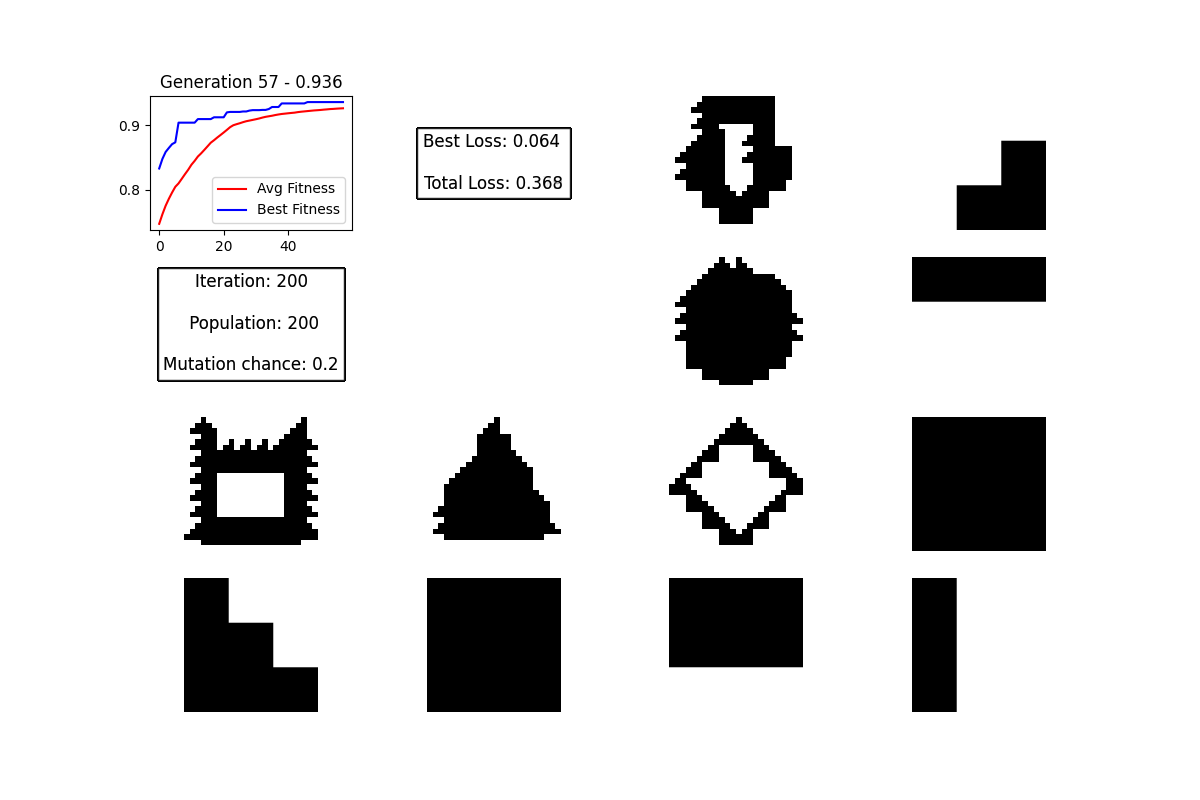 Generation 57 - 0.936
0.9
0.8
Avg Fitness
Best Fitness
0 20 40
Best Loss: 0.064
Total Loss: 0.368
Iteration: 200
Population: 200
Mutation chance: 0.2